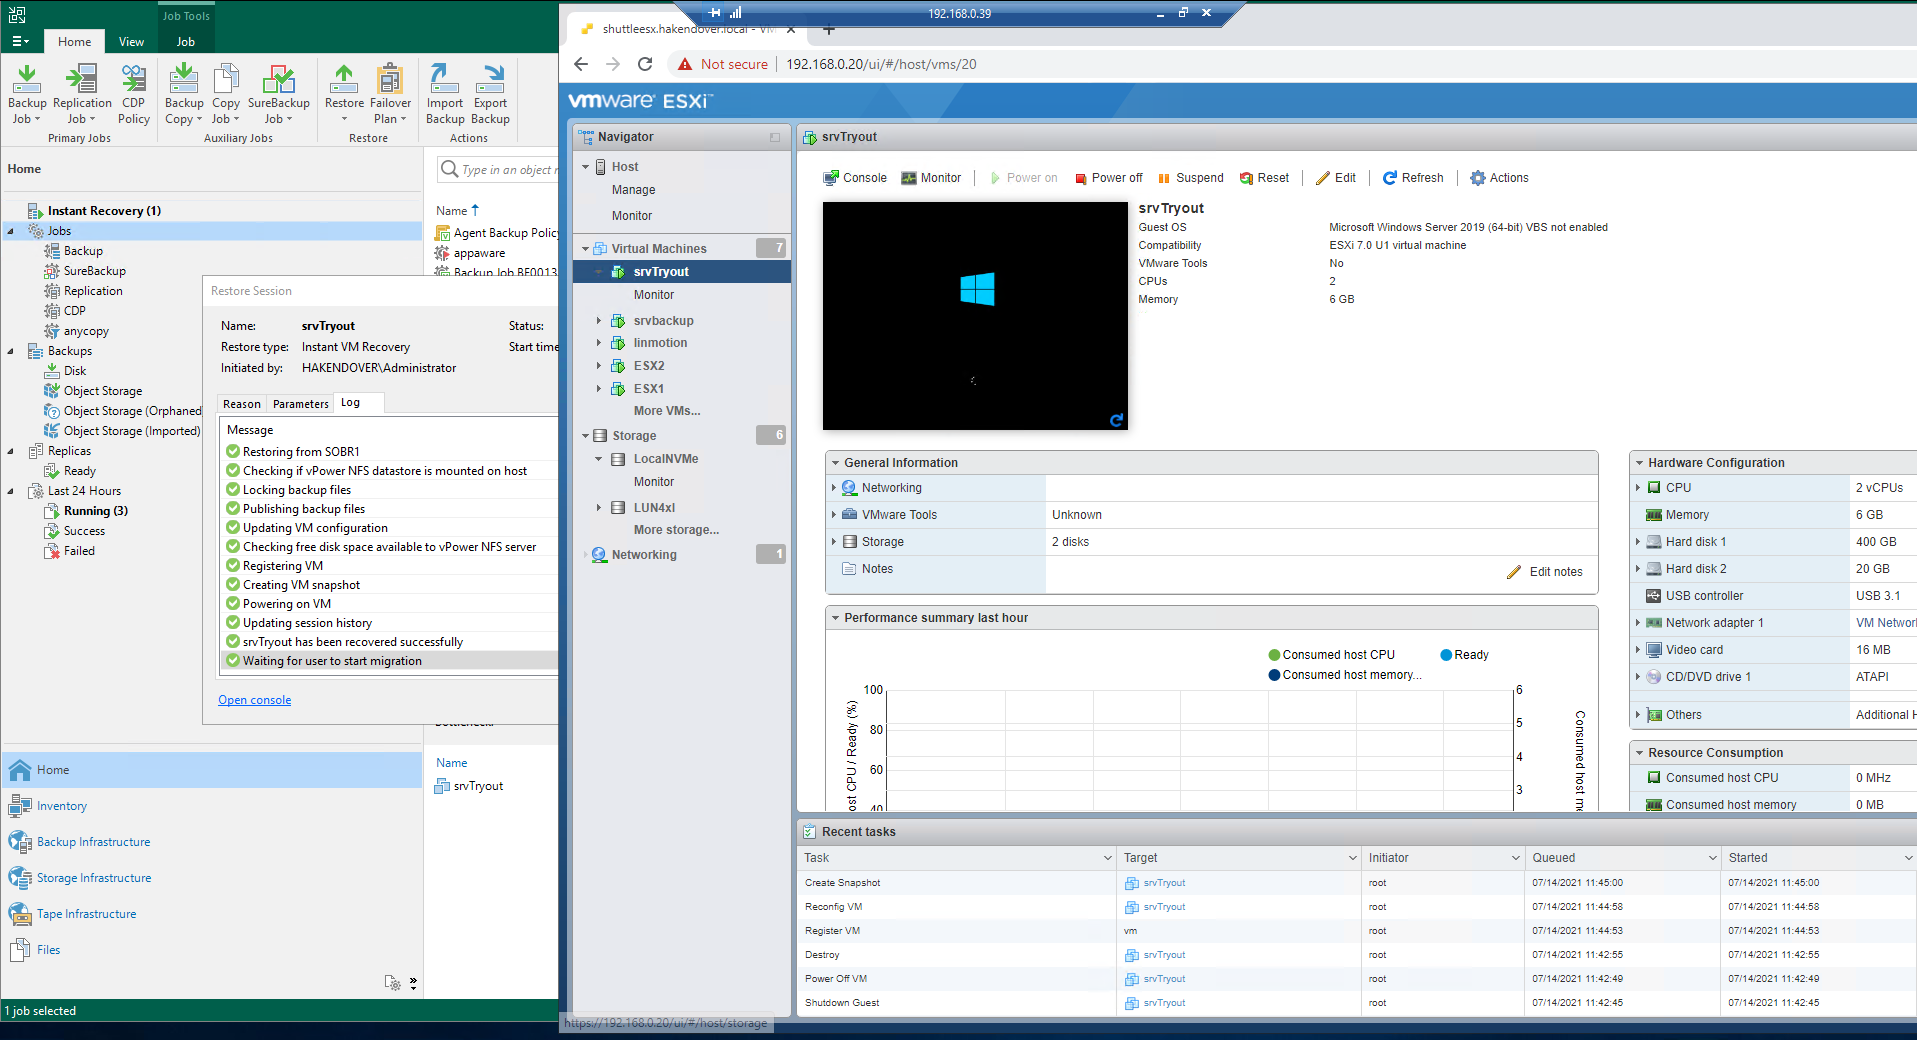 Job Tools
Home
View
Job
Backup Job
Replication Job
CDP Policy
Primary Jobs
Backup Copy
Copy Job
SureBackup Job
Auxiliary Jobs
Restore
Failover Plan
Restore
Import Backup
Export Backup
Actions
Home
Type in an object n
Instant Recovery (1)
Jobs
Backup
SureBackup
Replication
CDP
anycopy
Backups
Disk
Object Storage
Object Storage (Orphaned
Object Storage (Imported)
Replicas
Ready
Last 24 Hours
Running (3)
Success
Failed
Name
Agent Backup Policy
appaware
Backup Job BE0013
Restore Session
Name:
srvTryout
Status:
Restore type:
Instant VM Recovery
Start time
Initiated by:
HAKENDOVER\Administrator
Reason
Parameters
Log
Message
Restoring from SOBR1
Checking if vPower NFS datastore is mounted on host
Locking backup files
Publishing backup files
Updating VM configuration
Checking free disk space available to vPower NFS server
Registering VM
Creating VM snapshot
Powering on VM
Updating session history
srvTryout has been recovered successfully
Waiting for user to start migration
Open console
Name
srvTryout
Home
Inventory
Backup Infrastructure
Storage Infrastructure
Tape Infrastructure
Files
1 job selected
192.168.0.39
shuttleesx.hakendover.local - VM
Not secure
192.168.0.20/ui/#/host/vms/20
vmware ESXi™
Navigator
Host
Manage
Monitor
Virtual Machines
7
srvTryout
Monitor
srvbackup
linmotion
ESX2
ESX1
More VMs...
Storage
6
LocalNVMe
Monitor
LUN4xl
More storage...
Networking
1
srvTryout
Console
Monitor
Power on
Power off
Suspend
Reset
Edit
Refresh
Actions
srvTryout
Guest OS
Microsoft Windows Server 2019 (64-bit) VBS not enabled
Compatibility
ESXi 7.0 U1 virtual machine
VMware Tools
No
CPUs
2
Memory
6 GB
General Information
Networking
VMware Tools
Unknown
Storage
2 disks
Notes
Edit notes
Performance summary last hour
Consumed host CPU
Ready
Consumed host memory...
100
80
60
40
ost CPU / Ready (%)
6
5
4
3
Consumed host me
Hardware Configuration
CPU
2 vCPUs
Memory
6 GB
Hard disk 1
400 GB
Hard disk 2
20 GB
USB controller
USB 3.1
Network adapter 1
VM Networ
Video card
16 MB
CD/DVD drive 1
ATAPI
Others
Additional H
Resource Consumption
Consumed host CPU
0 MHz
Consumed host memory
0 MB
Recent tasks
Task
Target
Initiator
Queued
Started
Create Snapshot
srvTryout
root
07/14/2021 11:45:00
07/14/2021 11:45:00
Reconfig VM
srvTryout
root
07/14/2021 11:44:58
07/14/2021 11:44:58
Register VM
vm
root
07/14/2021 11:44:53
07/14/2021 11:44:53
Destroy
srvTryout
root
07/14/2021 11:42:55
07/14/2021 11:42:55
Power Off VM
srvTryout
root
07/14/2021 11:42:49
07/14/2021 11:42:49
Shutdown Guest
srvTryout
root
07/14/2021 11:42:45
07/14/2021 11:42:45
https://192.168.0.20/ui/#/host/storage